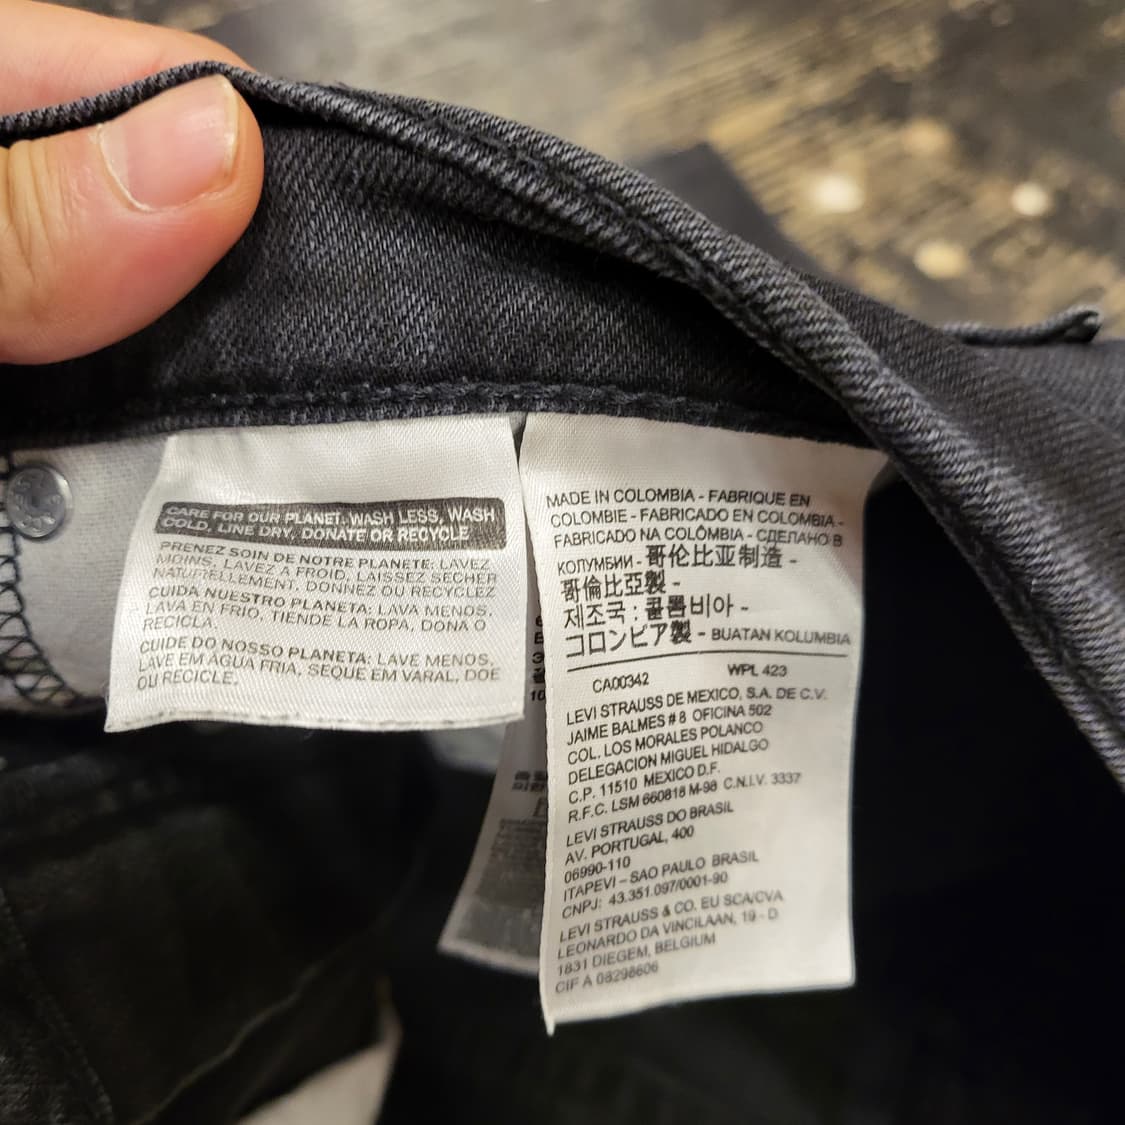 CARE FOR OUR PLANET. WASH LESS, WASH
COLD, LINE DRY, DONATE OR RECYCLE
PRENEZ SOIN DE NOTRE PLANETE: LAVEZ
MOINS, LAVEZ A FROID, LAISSEZ SECHER
NATURELLEMENT, DONNEZ OU RECYCLEZ
CUIDA NUESTRO PLANETA: LAVA MENOS,
LAVA EN FRIO, TIENDE LA ROPA, DONA O
RECICLA.
CUIDE DO NOSSO PLANETA: LAVE MENOS,
LAVE EM ÁGUA FRIA, SEQUE EM VARAL, DOE
OU RECICLE.
MADE IN COLOMBIA - FABRIQUE EN
COLOMBIE - FABRICADO EN COLOMBIA -
FABRICADO NA COLÔMBIA - СДЕЛАНО В
КОЛУМБИИ - 哥伦比亚制造 -
哥倫比亞製 -
제조국 : 콜롬비아 -
コロンビア製 - BUATAN KOLUMBIA
CA00342 WPL 423
LEVI STRAUSS DE MEXICO, S.A. DE C.V.
JAIME BALMES # 8 OFICINA 502
COL. LOS MORALES POLANCO
DELEGACION MIGUEL HIDALGO
C.P. 11510 MEXICO D.F.
R.F.C. LSM 660818 M-98 C.N.I.V. 3337
LEVI STRAUSS DO BRASIL
AV. PORTUGAL, 400
06990-110
ITAPEVI – SAO PAULO BRASIL
CNPJ: 43.351.097/0001-90
LEVI STRAUSS & CO. EU SCA/CVA
LEONARDO DA VINCILAAN, 19 - D
1831 DIEGEM, BELGIUM
CIF A 08298606